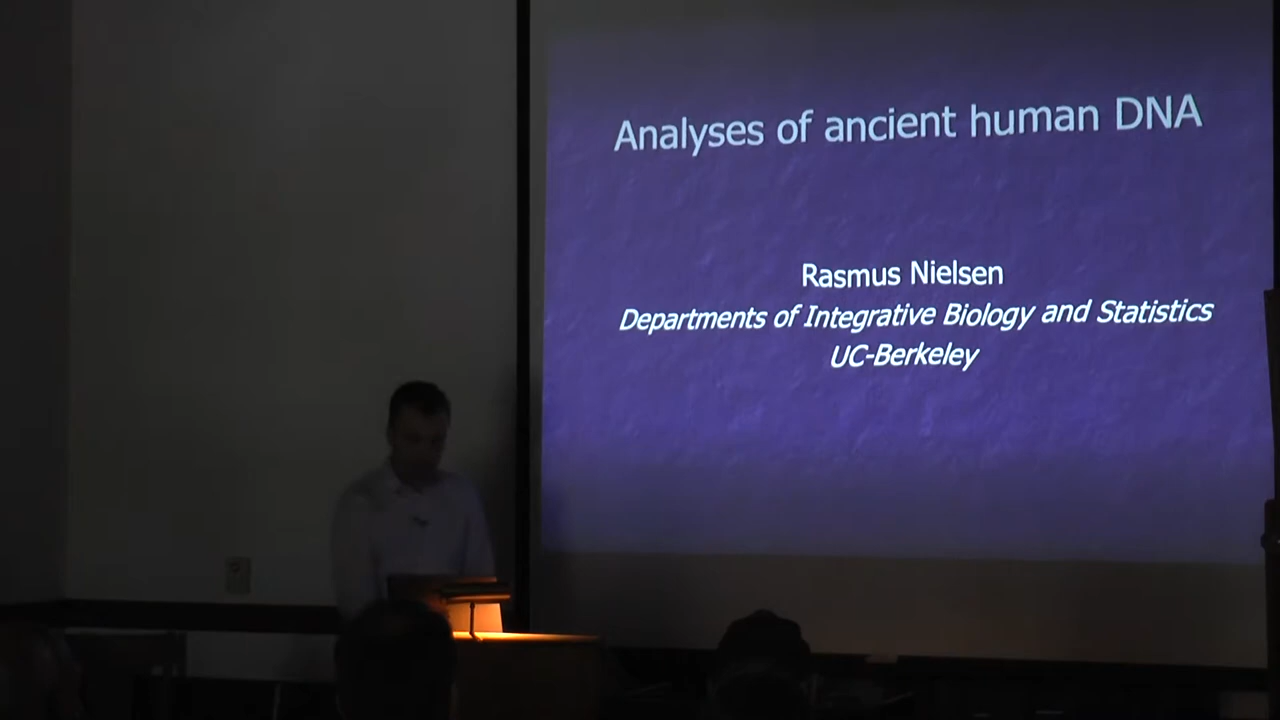 Analyses of ancient human DNA
Rasmus Nielsen
Departments of Integrative Biology and Statistics
UC-Berkeley